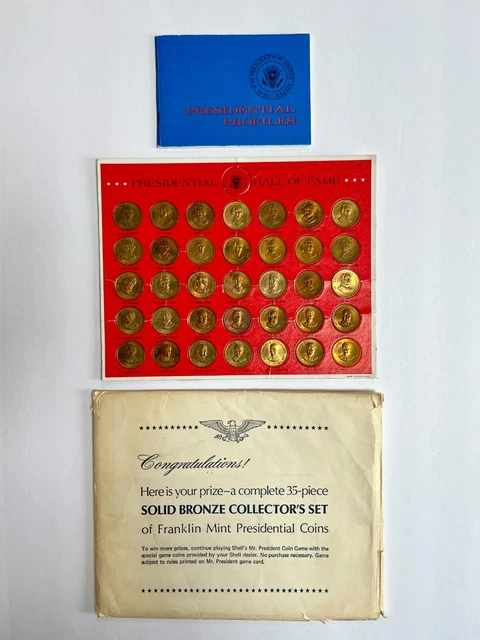 PRESIDENTIAL
PROFILES
★ ★ ★ PRESIDENTIAL HALL OF FAME ★ ★ ★
Congratulations!
Here is your prize—a complete 35-piece
SOLID BRONZE COLLECTOR'S SET
of Franklin Mint Presidential Coins
To win more prizes, continue playing Shell's Mr. President Coin Game with the
special game coins provided by your Shell dealer. No purchase necessary. Game
subject to rules printed on Mr. President game card.